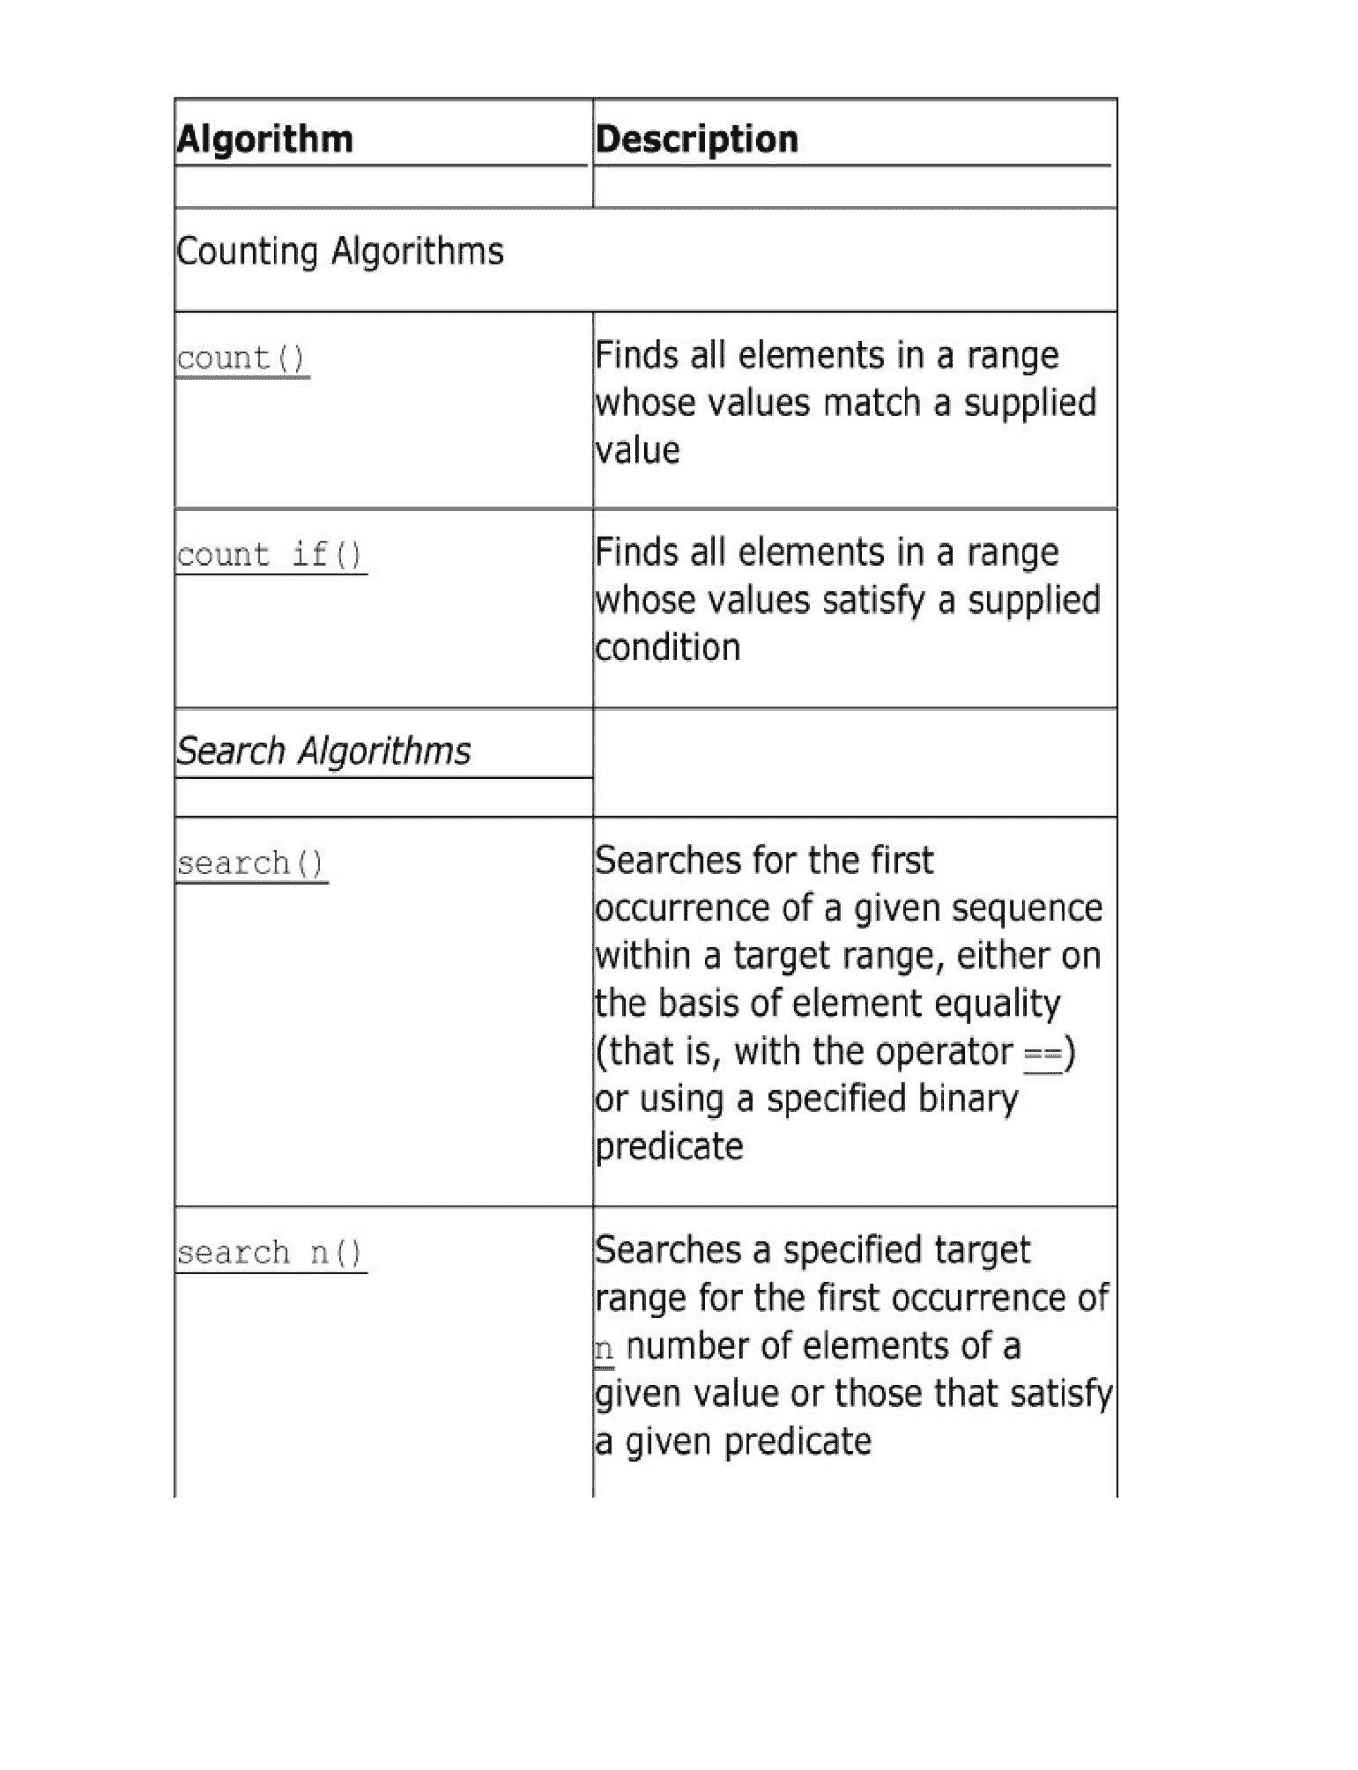 Algorithm Description
Counting Algorithms
count() Finds all elements in a range
whose values match a supplied
value
count if() Finds all elements in a range
whose values satisfy a supplied
condition
Search Algorithms
search() Searches for the first
occurrence of a given sequence
within a target range, either on
the basis of element equality
(that is, with the operator ==)
or using a specified binary
predicate
search n() Searches a specified target
range for the first occurrence of
n number of elements of a
given value or those that satisfy
a given predicate